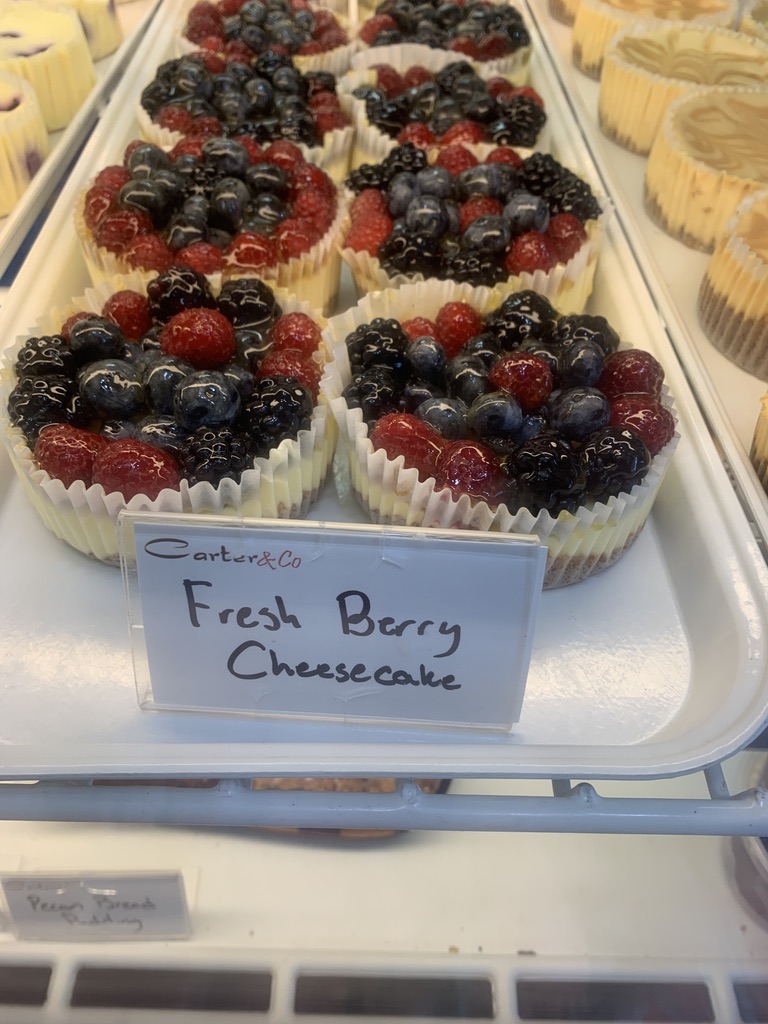 Carter&Co
Fresh Berry
Cheesecake
Pecan Bread
Pudding